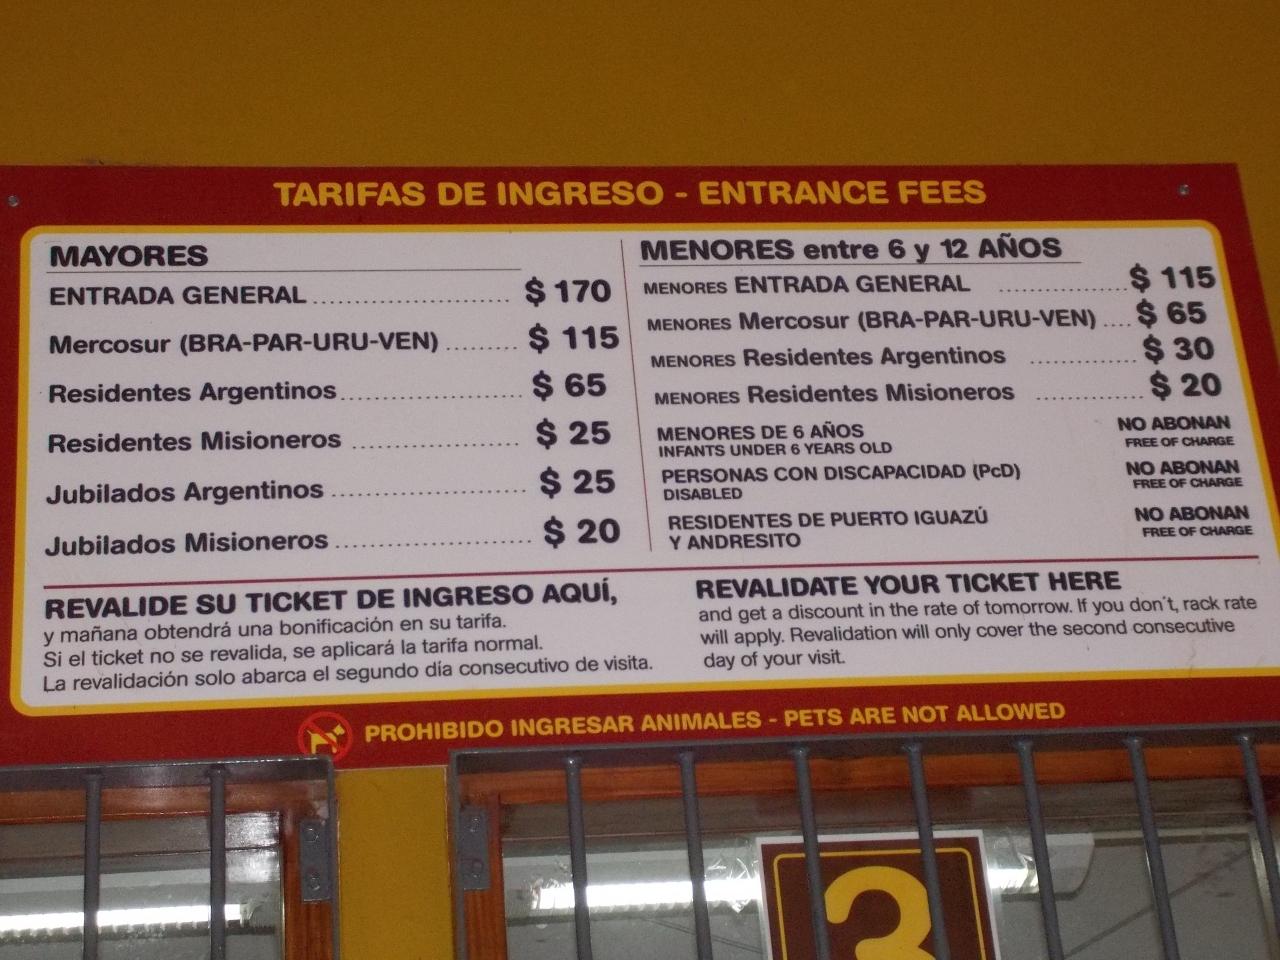 TARIFAS DE INGRESO - ENTRANCE FEES
MAYORES
ENTRADA GENERAL .............................. $ 170
Mercosur (BRA-PAR-URU-VEN) ........... $ 115
Residentes Argentinos........................... $ 65
Residentes Misioneros ......................... $ 25
Jubilados Argentinos ............................. $ 25
Jubilados Misioneros ............................. $ 20
MENORES entre 6 y 12 AÑOS
MENORES ENTRADA GENERAL .................... $ 115
MENORES Mercosur (BRA-PAR-URU-VEN) .... $ 65
MENORES Residentes Argentinos ................ $ 30
MENORES Residentes Misioneros ................ $ 20
MENORES DE 6 AÑOS NO ABONAN
INFANTS UNDER 6 YEARS OLD FREE OF CHARGE
PERSONAS CON DISCAPACIDAD (PcD) NO ABONAN
DISABLED FREE OF CHARGE
RESIDENTES DE PUERTO IGUAZÚ NO ABONAN
Y ANDRESITO FREE OF CHARGE
REVALIDE SU TICKET DE INGRESO AQUÍ,
y mañana obtendrá una bonificación en su tarifa.
Si el ticket no se revalida, se aplicará la tarifa normal.
La revalidación solo abarca el segundo día consecutivo de visita.
REVALIDATE YOUR TICKET HERE
and get a discount in the rate of tomorrow. If you don´t, rack rate
will apply. Revalidation will only cover the second consecutive
day of your visit.
PROHIBIDO INGRESAR ANIMALES - PETS ARE NOT ALLOWED
3